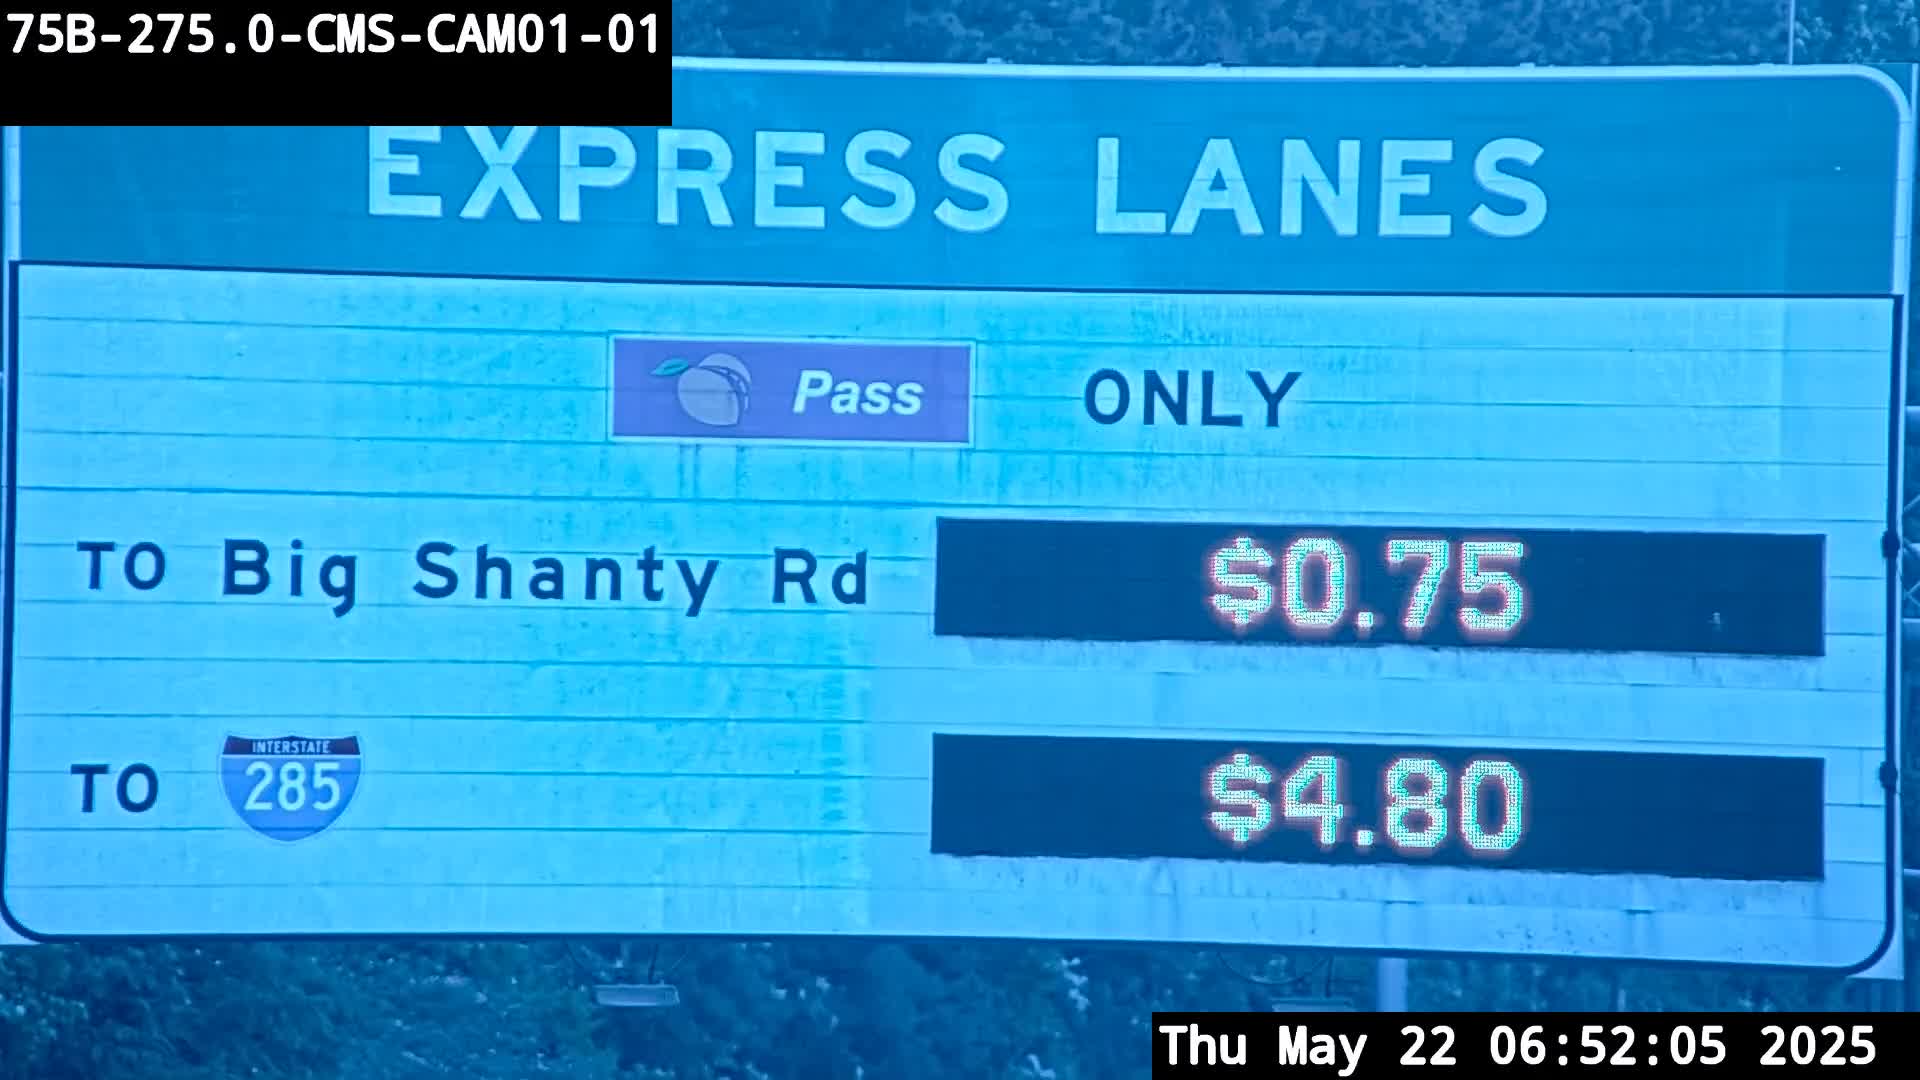 75B-275.0-CMS-CAM01-01
EXPRESS LANES
Pass ONLY
TO Big Shanty Rd $0.75
INTERSTATE
TO 285 $4.80
Thu May 22 06:52:05 2025